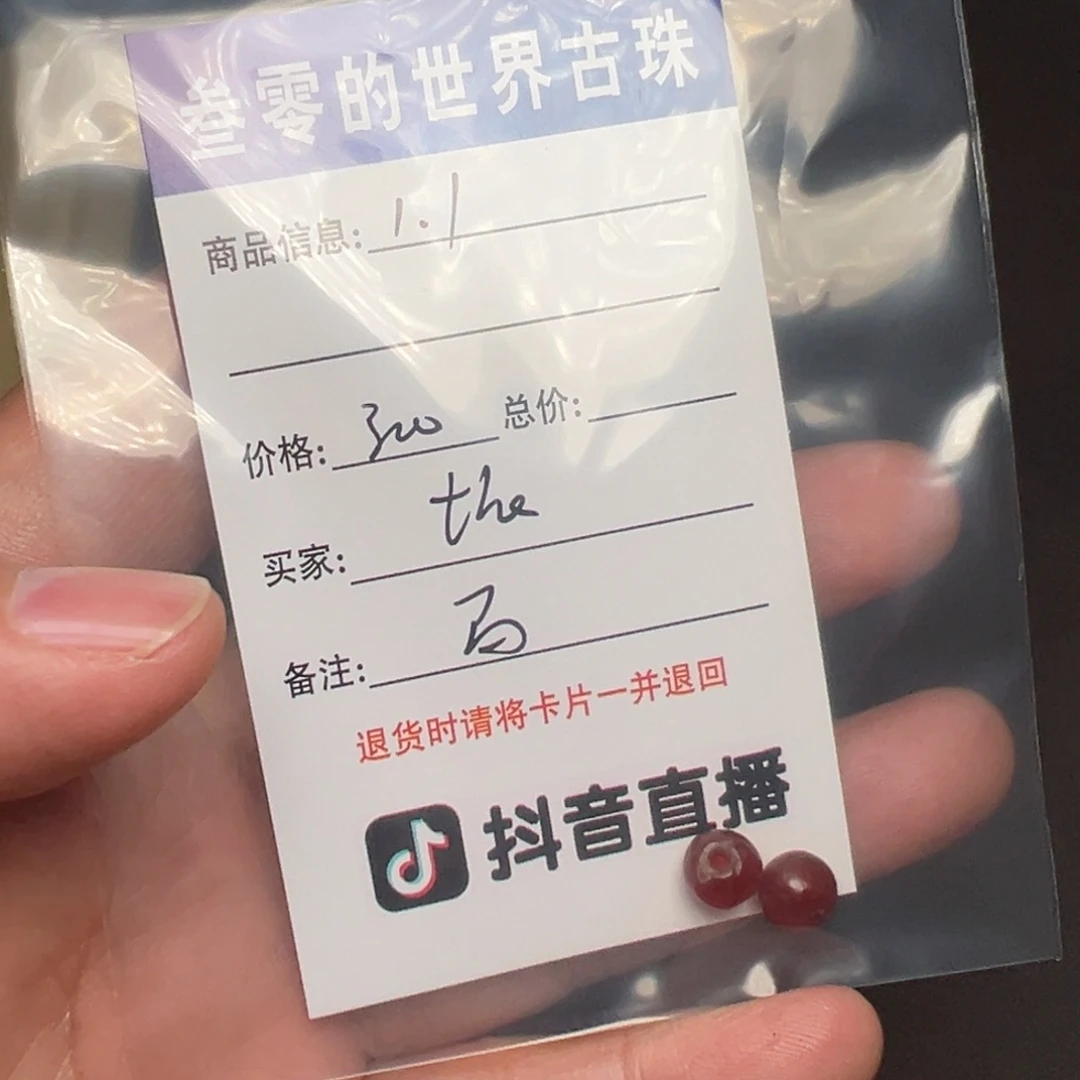 叁零的世界古珠
商品信息: 1.1
价格: 300 总价:
买家: the
备注:
退货时请将卡片一并退回
抖音直播